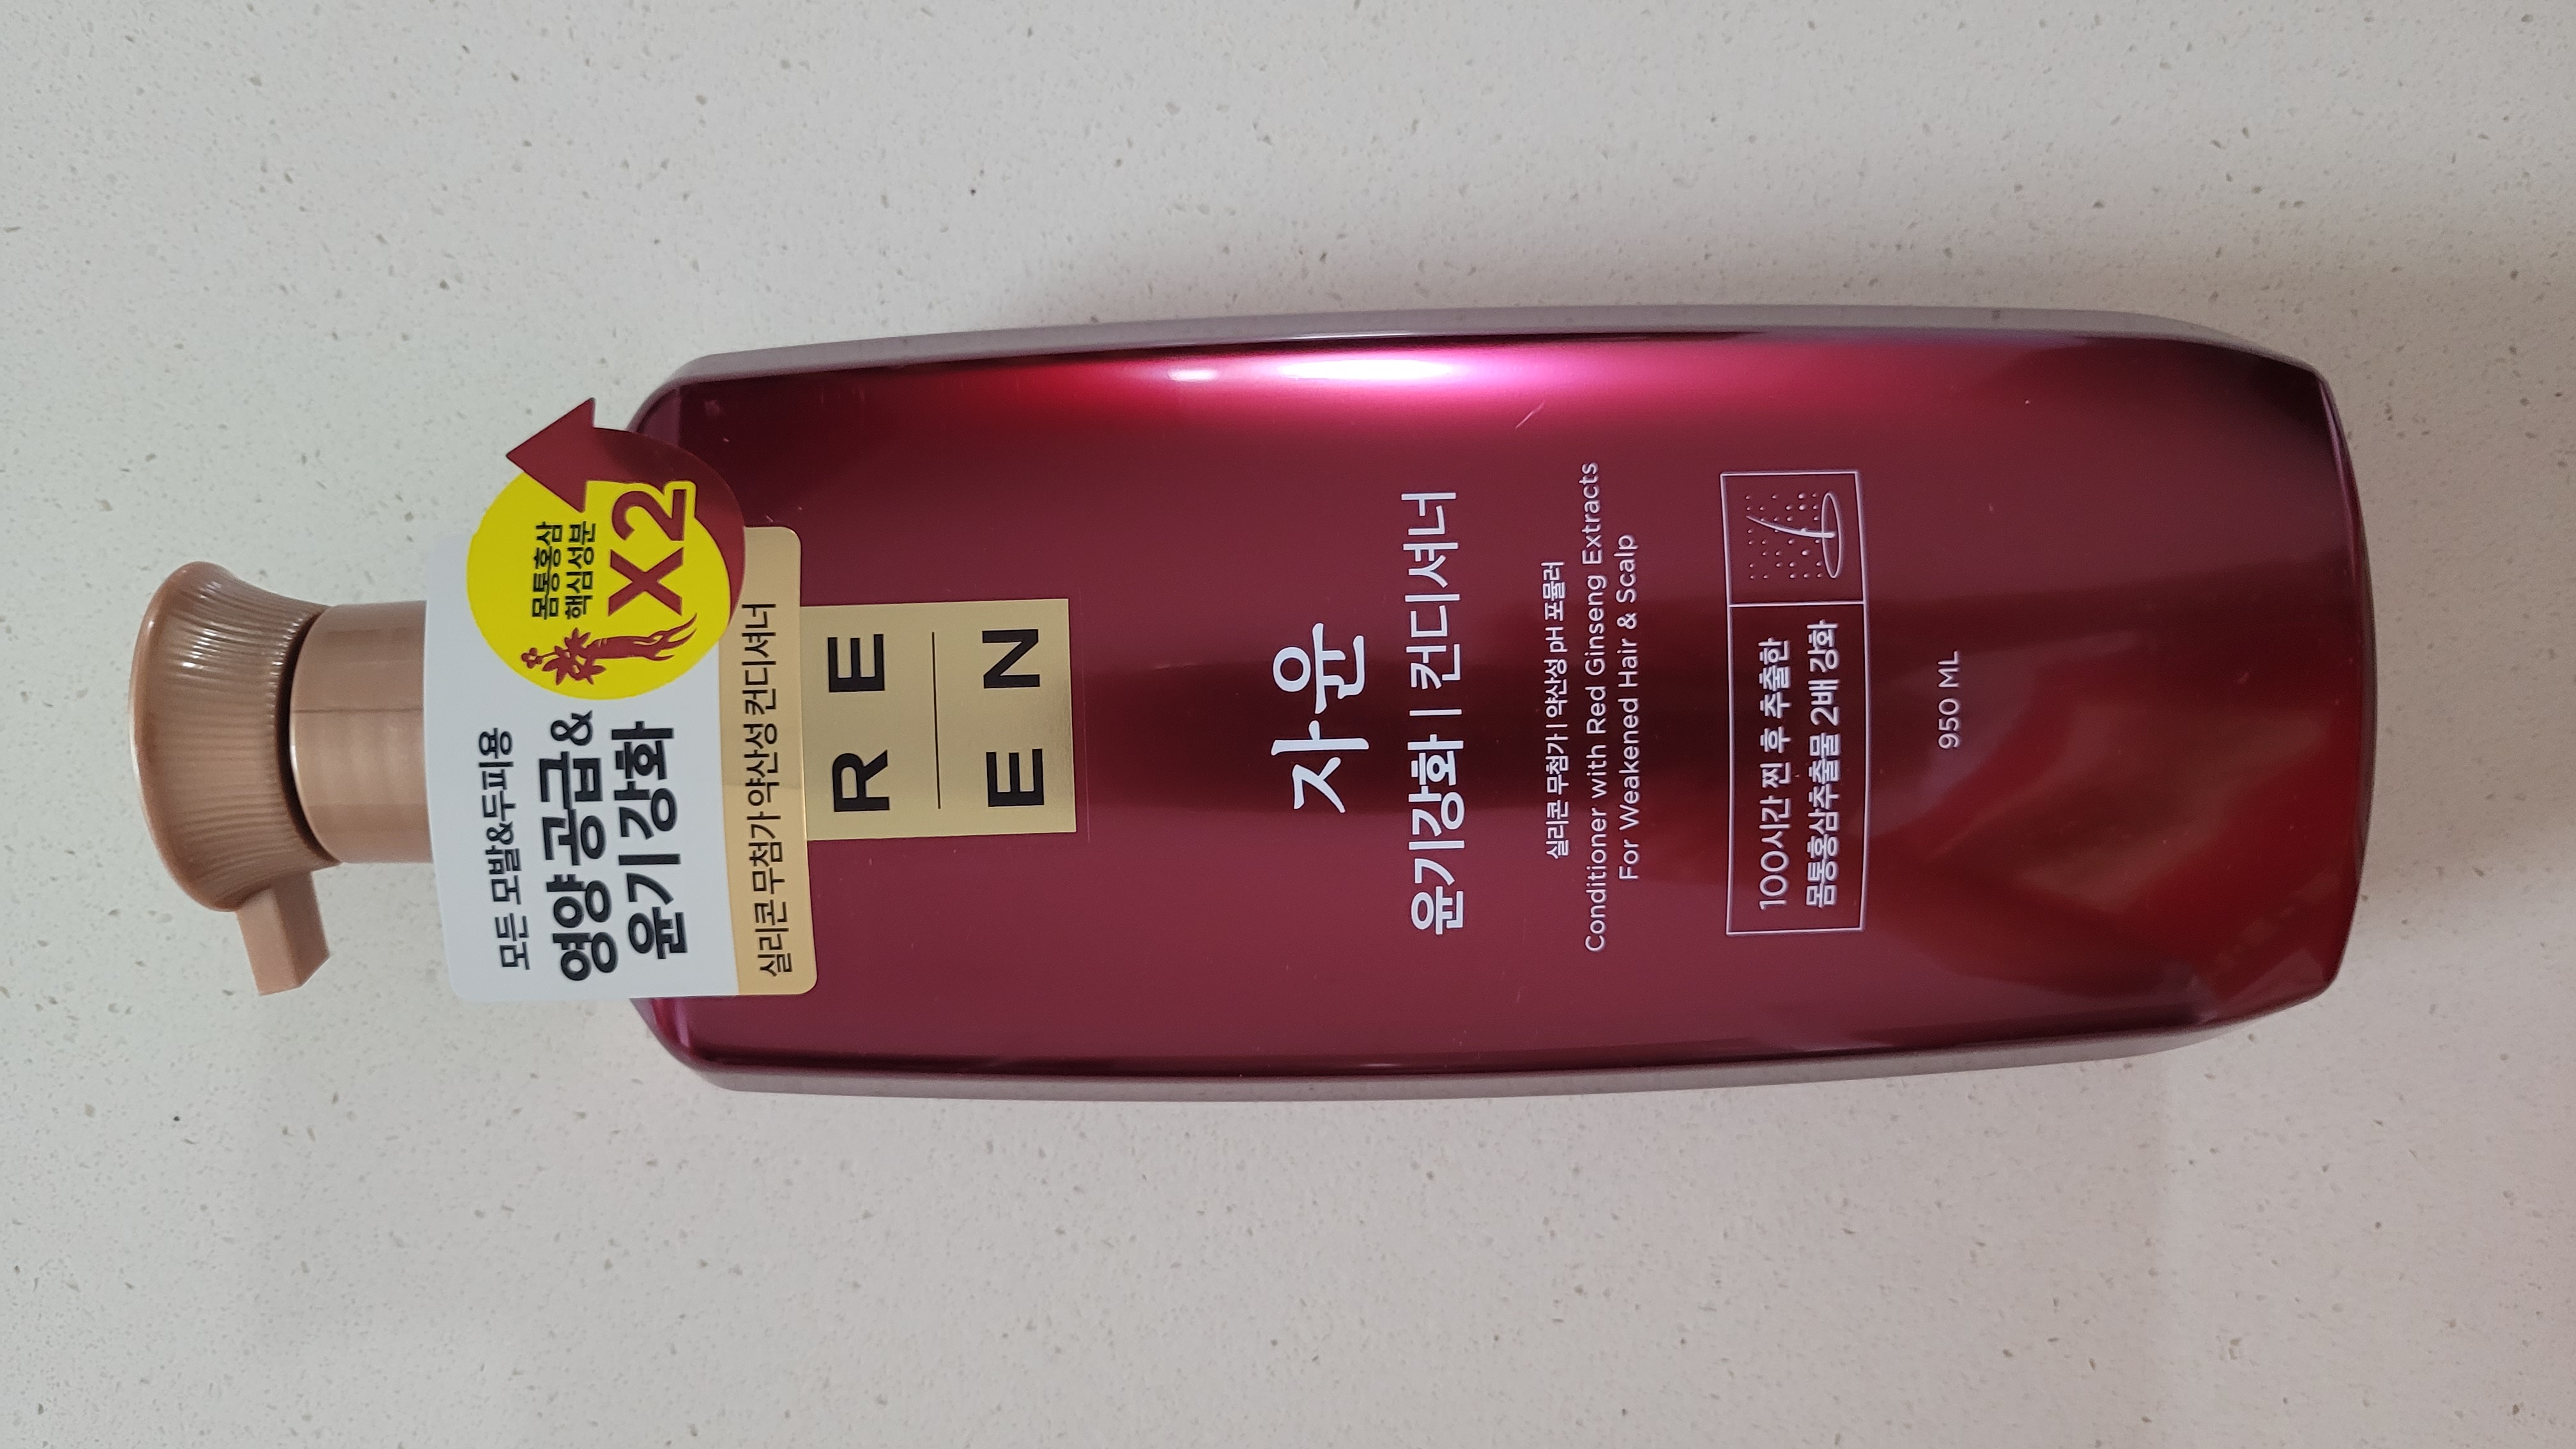 몸통홍삼
핵심성분
X2
모든 모발&두피용
영양 공급&
윤기 강화
실리콘 무첨가 약산성 컨디셔너
R E
E N
자윤
윤기강화 | 컨디셔너
실리콘 무첨가 | 약산성 pH 포뮬러
Conditioner with Red Ginseng Extracts
For Weakened Hair & Scalp
100시간 찐 후 추출한
몸통홍삼추출물 2배 강화
950 ML